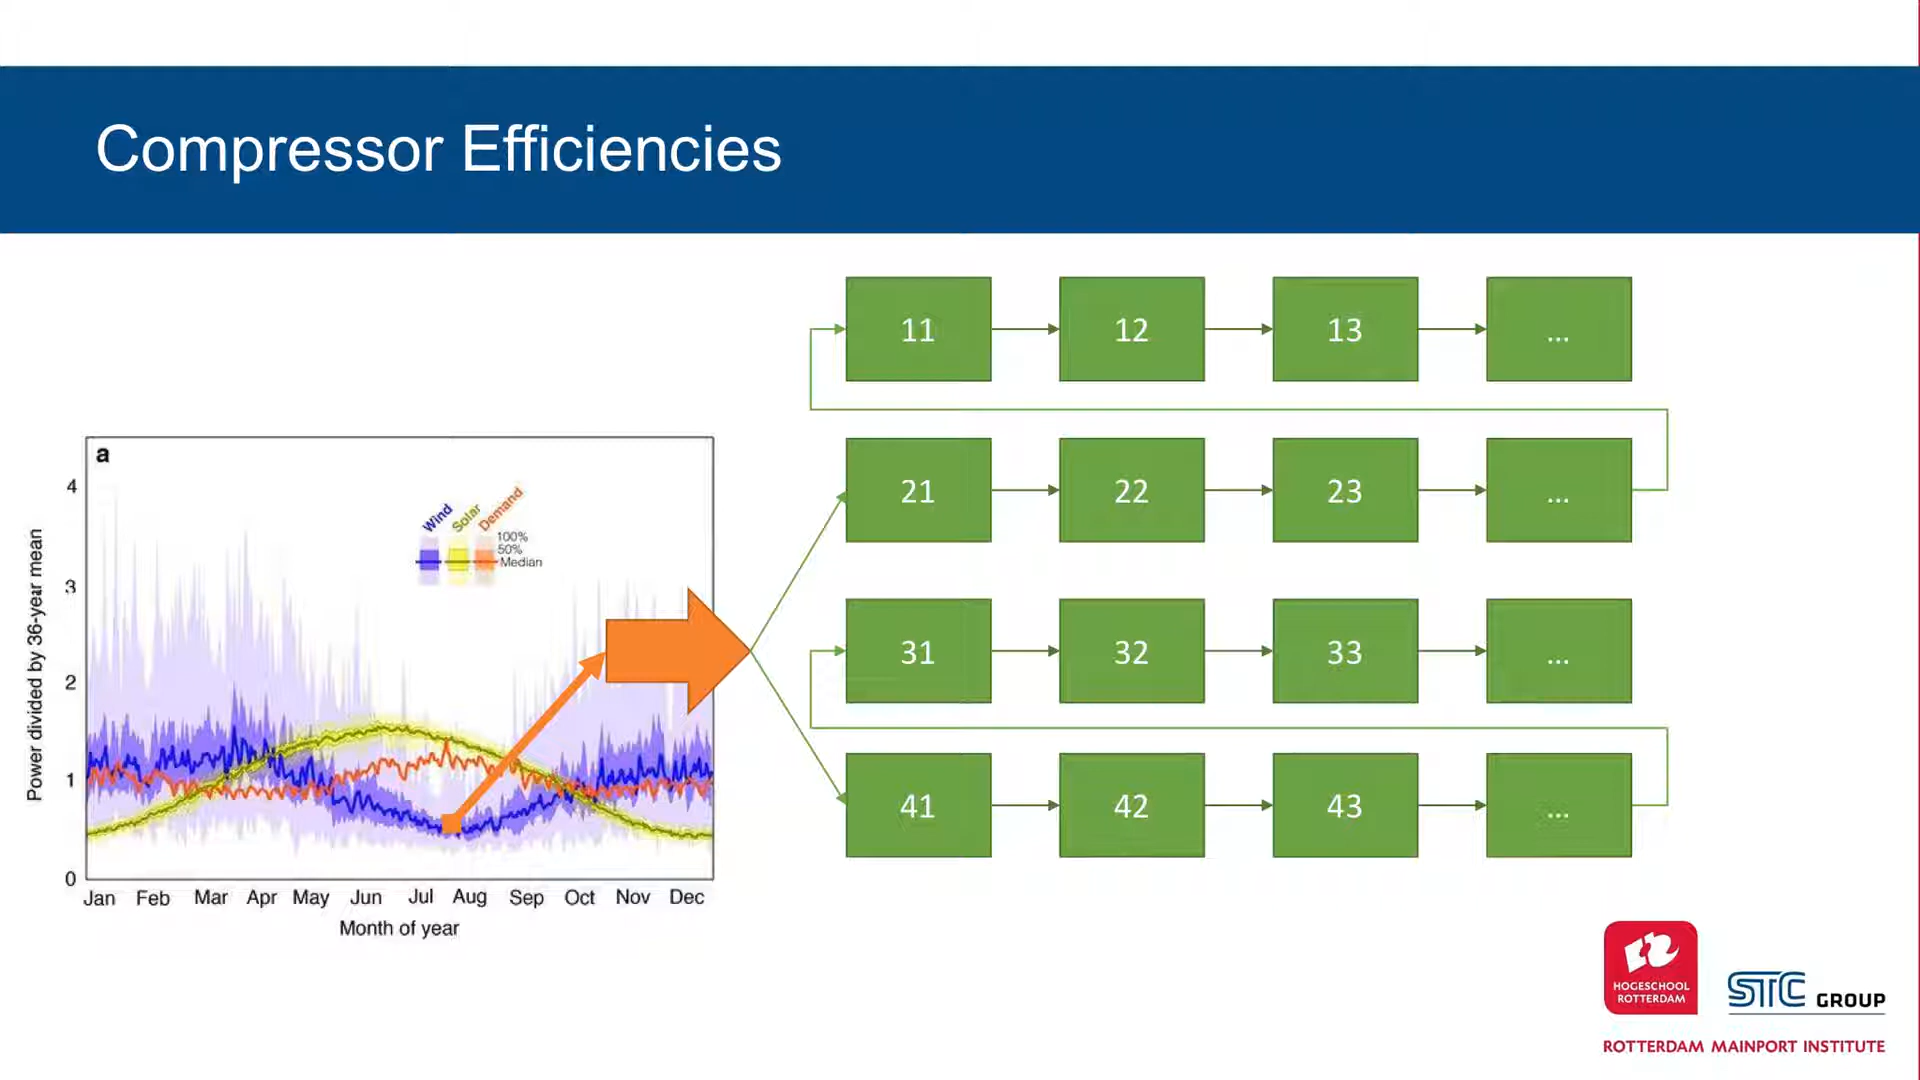 Compressor Efficiencies
11
12
13
...
21
22
23
...
31
32
33
...
41
42
43
...
a
Wind
Solar
Demand
100%
50%
Median
Power divided by 36-year mean
4
3
2
1
0
Jan Feb Mar Apr May Jun Jul Aug Sep Oct Nov Dec
Month of year
HOGESCHOOL
ROTTERDAM
STC GROUP
ROTTERDAM MAINPORT INSTITUTE